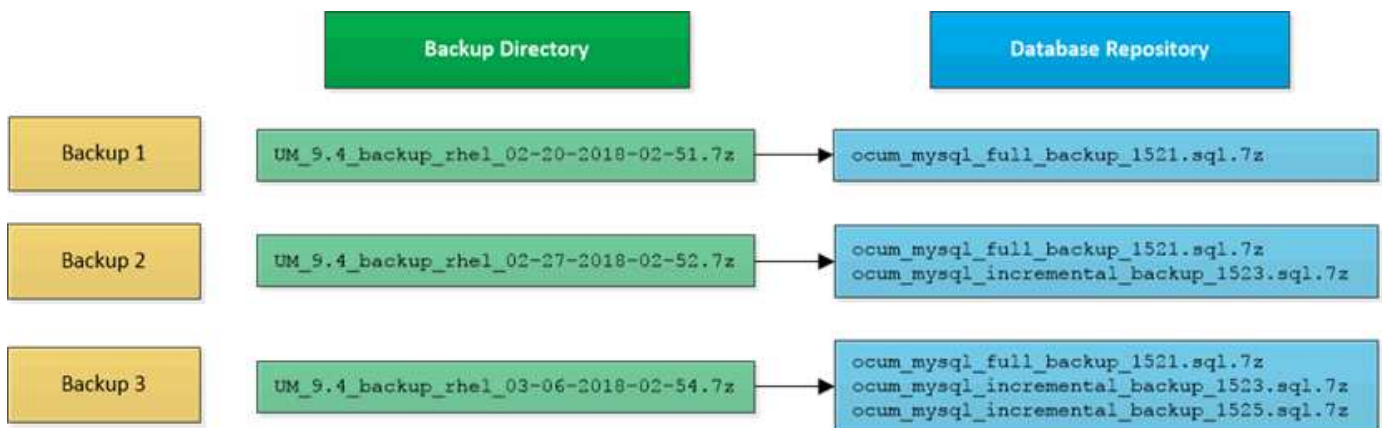 Backup Directory
Database Repository
Backup 1
UM_9.4_backup_rhel_02-20-2018-02-51.7z
ocum_mysql_full_backup_1521.sql.7z
Backup 2
UM_9.4_backup_rhel_02-27-2018-02-52.7z
ocum_mysql_full_backup_1521.sql.7z
ocum_mysql_incremental_backup_1523.sql.7z
Backup 3
UM_9.4_backup_rhel_03-06-2018-02-54.7z
ocum_mysql_full_backup_1521.sql.7z
ocum_mysql_incremental_backup_1523.sql.7z
ocum_mysql_incremental_backup_1525.sql.7z